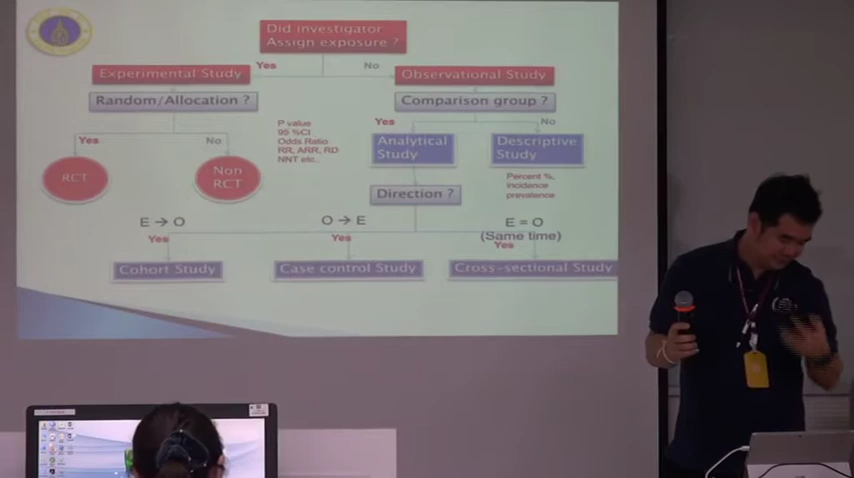 Did investigator
Assign exposure ?
Yes
No
Experimental Study
Observational Study
Random/Allocation ?
Comparison group ?
Yes
No
P value
95 %CI
Odds Ratio
RR, ARR, RD
NNT etc..
Yes
No
Analytical
Study
Descriptive
Study
RCT
Non
RCT
Percent %,
incidence
prevalence
Direction ?
E → O
O → E
E = O
(Same time)
Yes
Yes
Yes
Cohort Study
Case control Study
Cross-sectional Study